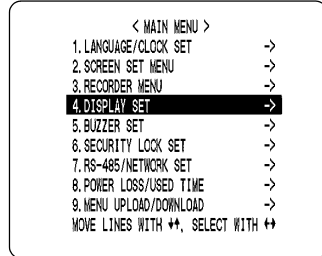 < MAIN MENU >
1. LANGUAGE/CLOCK SET ->
2. SCREEN SET MENU ->
3. RECORDER MENU ->
4. DISPLAY SET ->
5. BUZZER SET ->
6. SECURITY LOCK SET ->
7. RS-485/NETWORK SET ->
8. POWER LOSS/USED TIME ->
9. MENU UPLOAD/DOWNLOAD ->
MOVE LINES WITH ↓↑, SELECT WITH ←→